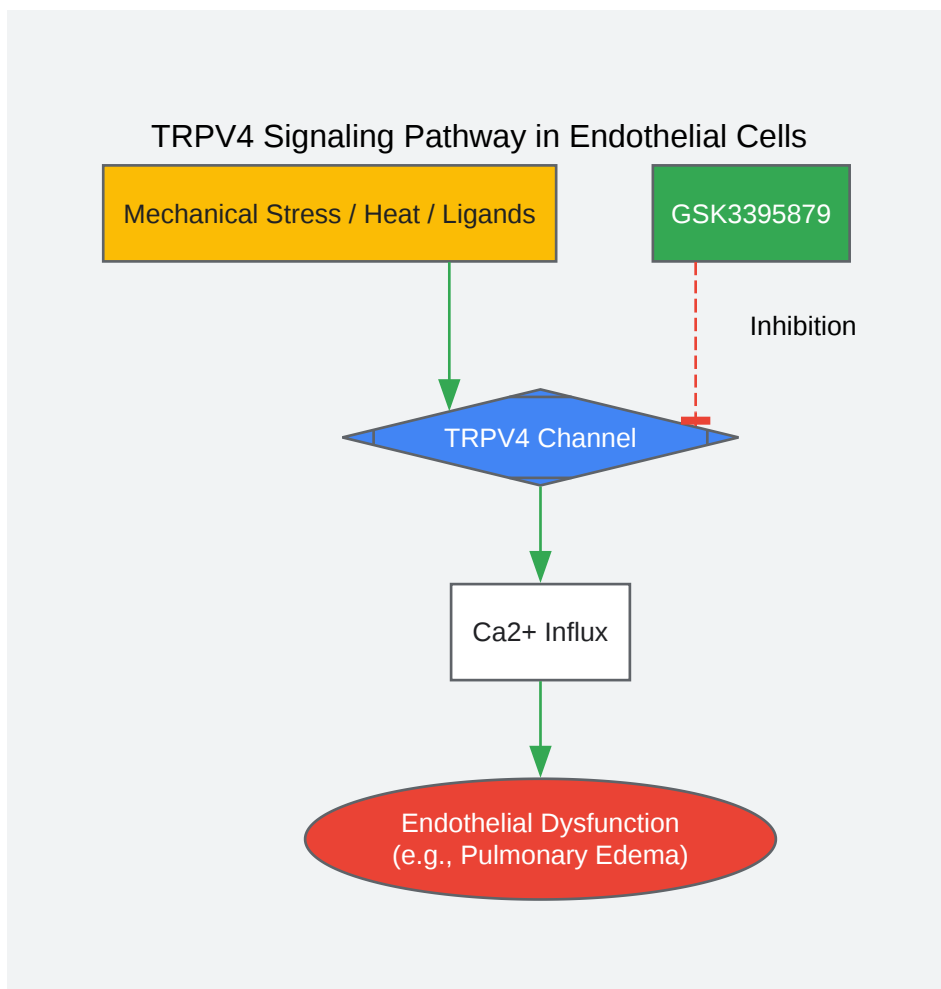 TRPV4 Signaling Pathway in Endothelial Cells
Mechanical Stress / Heat / Ligands
GSK3395879
Inhibition
TRPV4 Channel
Ca2+ Influx
Endothelial Dysfunction
(e.g., Pulmonary Edema)